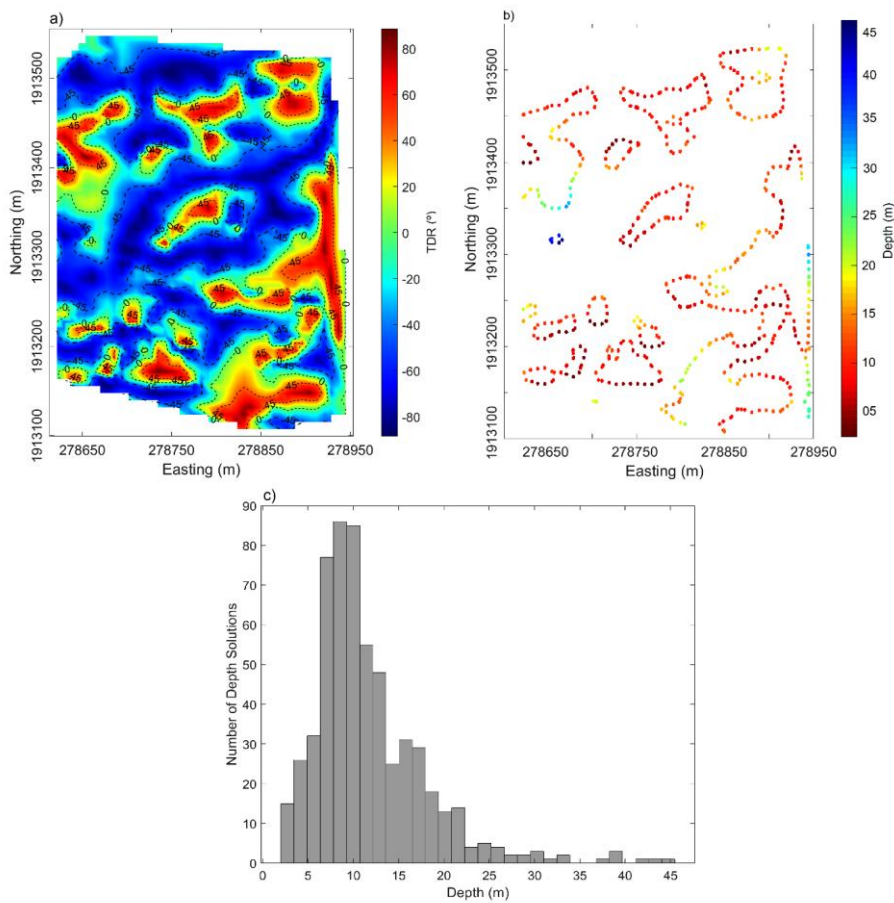 a)
80
60
40
20
0
-20
-40
-60
-80
TDR (º)
1913500
1913400
1913300
1913200
1913100
Northing (m)
278650 278750 278850 278950
Easting (m)
b)
45
40
35
30
25
20
15
10
05
Depth (m)
1913500
1913400
1913300
1913200
1913100
Northing (m)
278650 278750 278850 278950
Easting (m)
c)
90
80
70
60
50
40
30
20
10
0
Number of Depth Solutions
0 5 10 15 20 25 30 35 40 45
Depth (m)